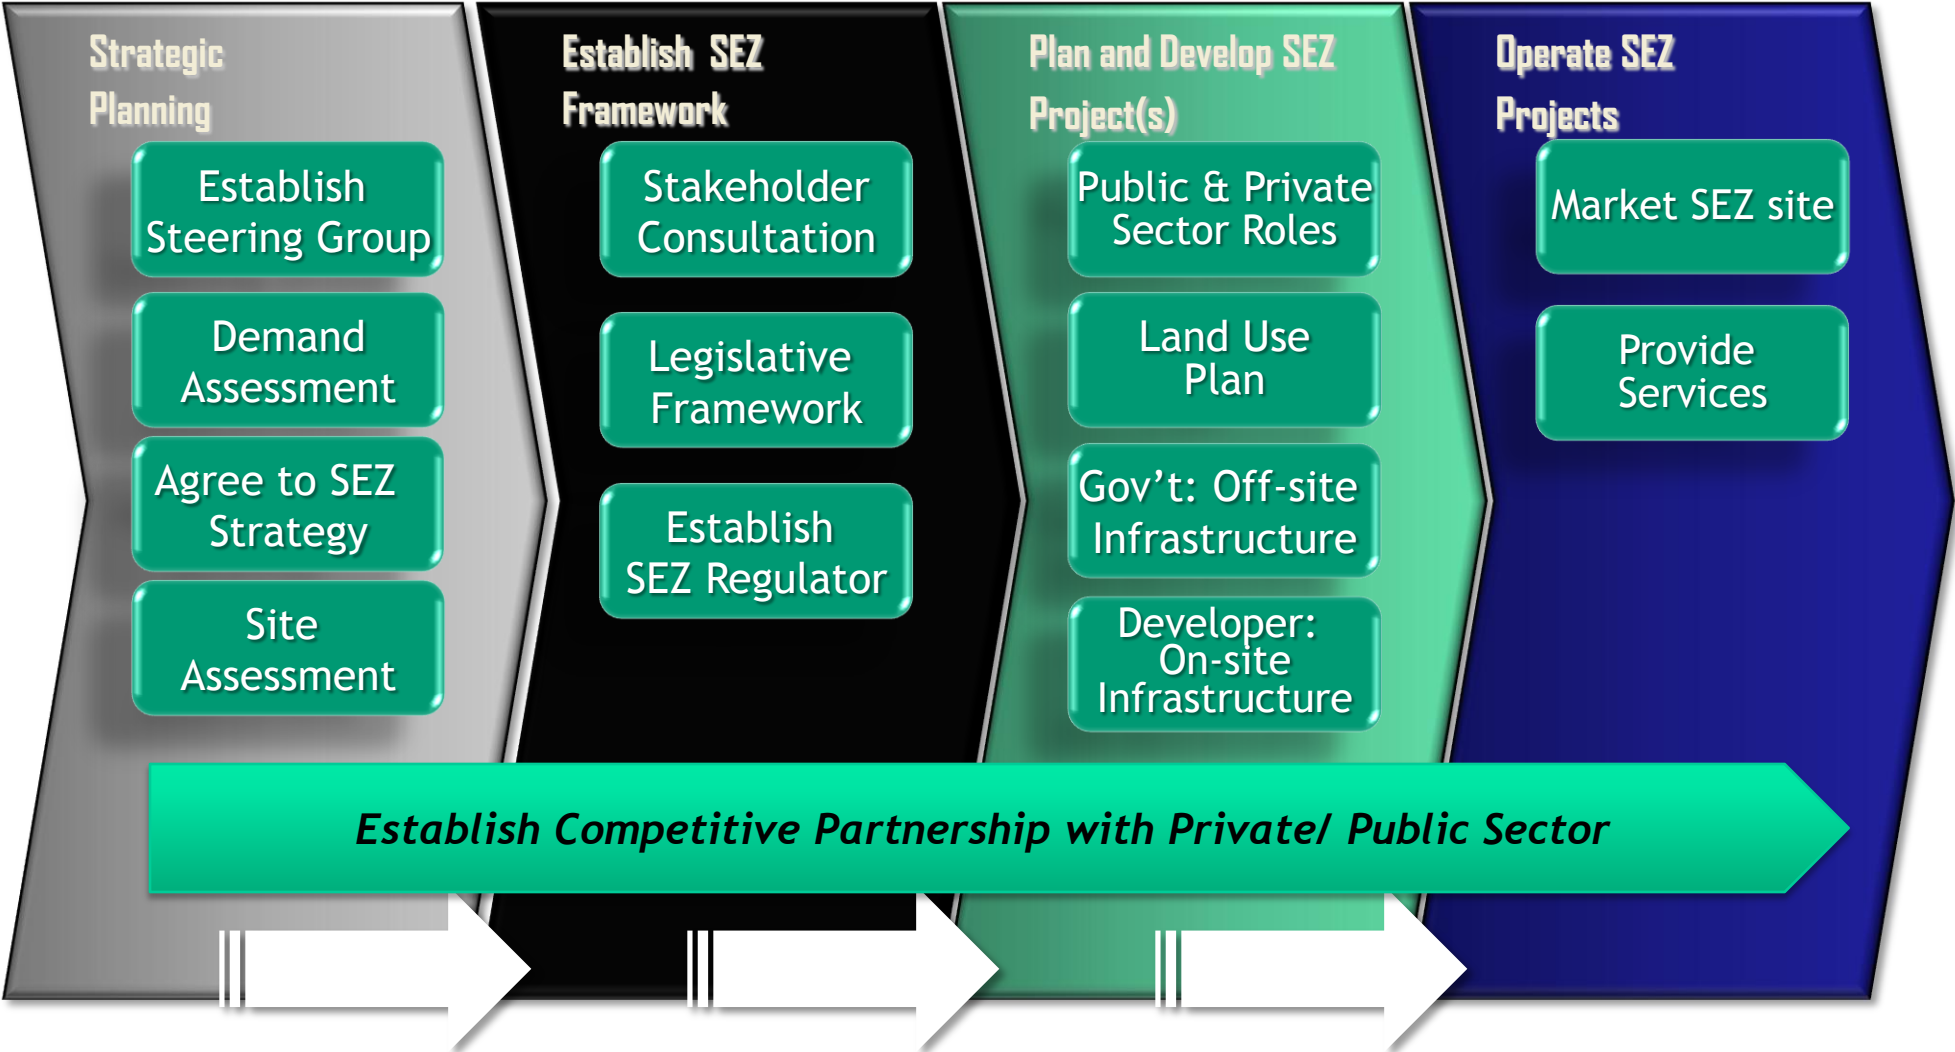 Strategic
Planning
Establish
Steering Group
Demand
Assessment
Agree to SEZ
Strategy
Site
Assessment
Establish SEZ
Framework
Stakeholder
Consultation
Legislative
Framework
Establish
SEZ Regulator
Plan and Develop SEZ
Project(s)
Public & Private
Sector Roles
Land Use
Plan
Gov’t: Off-site
Infrastructure
Developer:
On-site
Infrastructure
Operate SEZ
Projects
Market SEZ site
Provide
Services
Establish Competitive Partnership with Private/ Public Sector